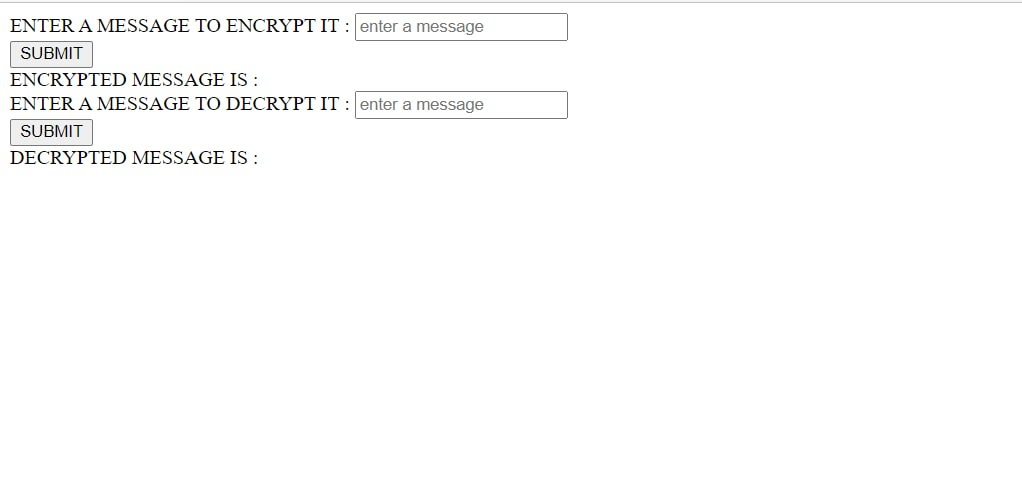 ENTER A MESSAGE TO ENCRYPT IT : enter a message
SUBMIT
ENCRYPTED MESSAGE IS :
ENTER A MESSAGE TO DECRYPT IT : enter a message
SUBMIT
DECRYPTED MESSAGE IS :